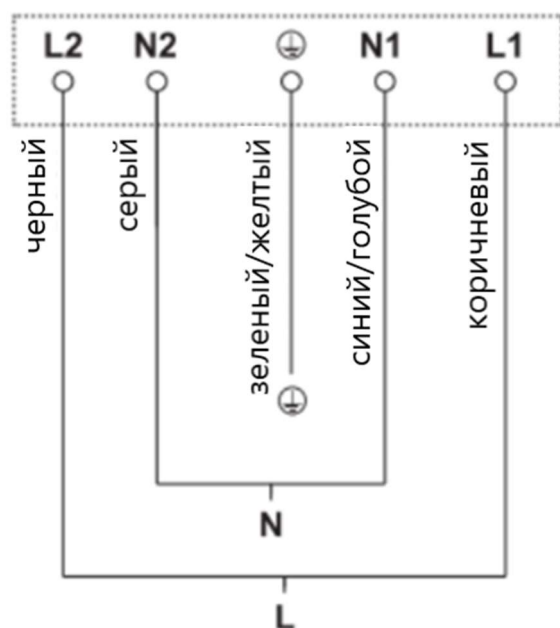 L2 N2 N1 L1
черный
серый
зеленый/желтый
синий/голубой
коричневый
N
L